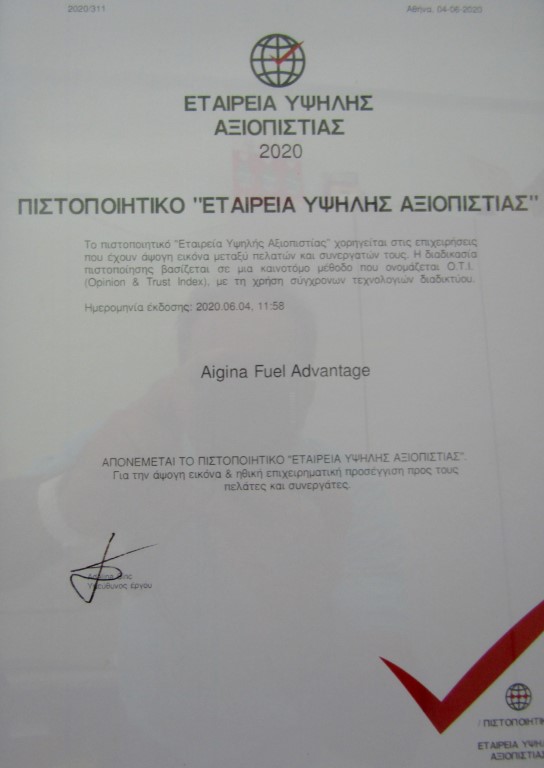 2020/311
Αθήνα, 04-06-2020
ΕΤΑΙΡΕΙΑ ΥΨΗΛΗΣ
ΑΞΙΟΠΙΣΤΙΑΣ
2020
ΠΙΣΤΟΠΟΙΗΤΙΚΟ "ΕΤΑΙΡΕΙΑ ΥΨΗΛΗΣ ΑΞΙΟΠΙΣΤΙΑΣ"
Το πιστοποιητικό "Εταιρεία Υψηλής Αξιοπιστίας" χορηγείται στις επιχειρήσεις
που έχουν άψογη εικόνα μεταξύ πελατών και συνεργατών τους. Η διαδικασία
πιστοποίησης βασίζεται σε μια καινοτόμο μέθοδο που ονομάζεται O.T.I.
(Opinion & Trust Index), με τη χρήση σύγχρονων τεχνολογιών διαδικτύου.
Ημερομηνία έκδοσης: 2020.06.04, 11:58
Aigina Fuel Advantage
ΑΠΟΝΕΜΕΤΑΙ ΤΟ ΠΙΣΤΟΠΟΙΗΤΙΚΟ "ΕΤΑΙΡΕΙΑ ΥΨΗΛΗΣ ΑΞΙΟΠΙΣΤΙΑΣ".
Για την άψογη εικόνα & ηθική επιχειρηματική προσέγγιση προς τους
πελάτες και συνεργάτες.
Υπεύθυνος έργου
/ ΠΙΣΤΟΠΟΙΗΤΙΚ
ΕΤΑΙΡΕΙΑ ΥΨΗΛ
ΑΞΙΟΠΙΣΤΙΑΣ